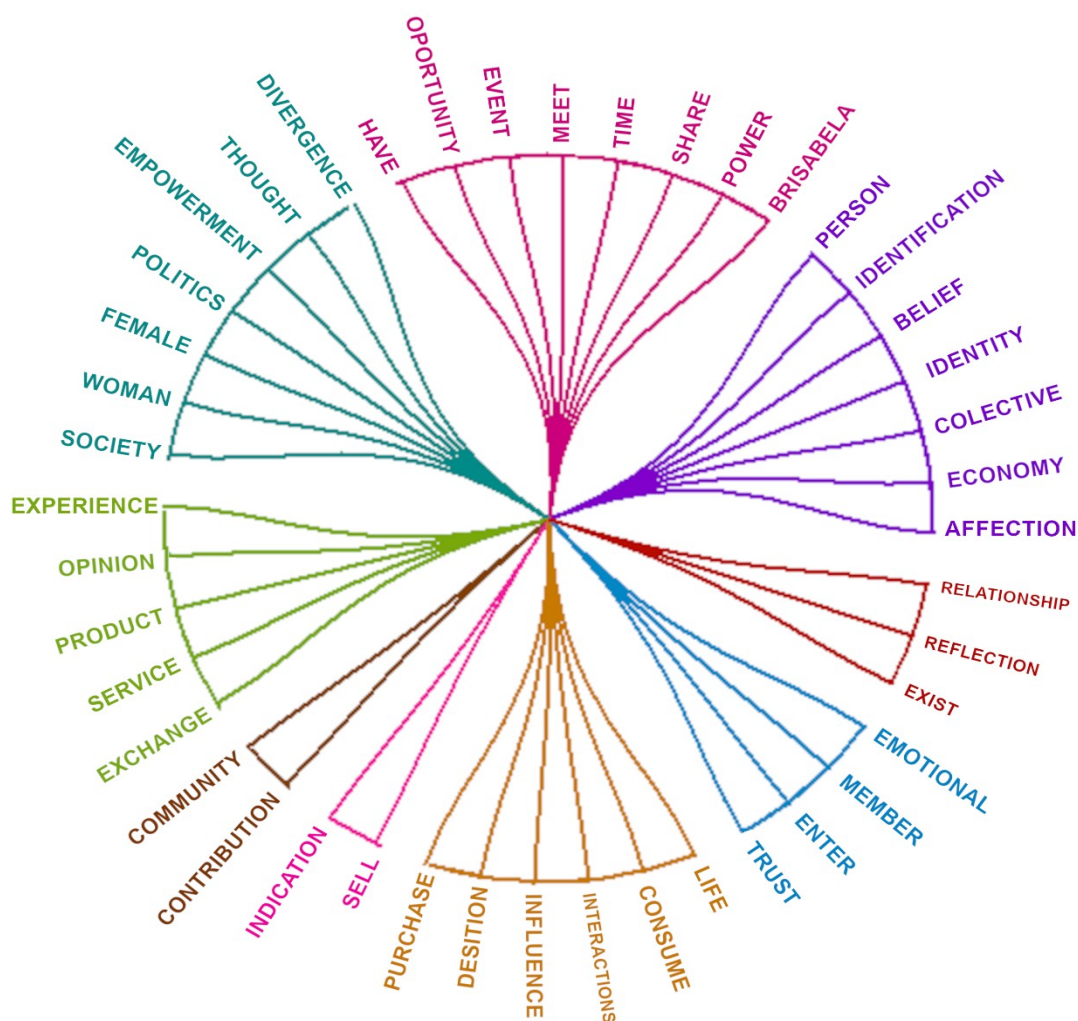 HAVE
OPORTUNITY
EVENT
MEET
TIME
SHARE
POWER
BRISABELA
PERSON
IDENTIFICATION
BELIEF
IDENTITY
COLECTIVE
ECONOMY
AFFECTION
RELATIONSHIP
REFLECTION
EXIST
EMOTIONAL
MEMBER
ENTER
TRUST
LIFE
CONSUME
INTERACTIONS
INFLUENCE
DESITION
PURCHASE
SELL
INDICATION
CONTRIBUTION
COMMUNITY
EXCHANGE
SERVICE
PRODUCT
OPINION
EXPERIENCE
SOCIETY
WOMAN
FEMALE
POLITICS
EMPOWERMENT
THOUGHT
DIVERGENCE